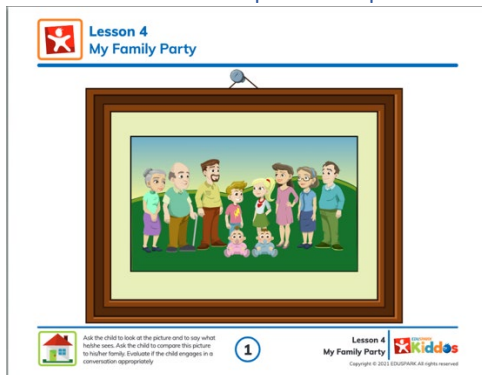 Lesson 4
My Family Party
Ask the child to look at the picture and to say what
he/she sees. Ask the child to compare this picture
to his/her family. Evaluate if the child engages in a
conversation appropriately
1
Lesson 4
My Family Party
EDUSPARK
Kiddos
Copyright © 2021 EDUSPARK All rights reserved